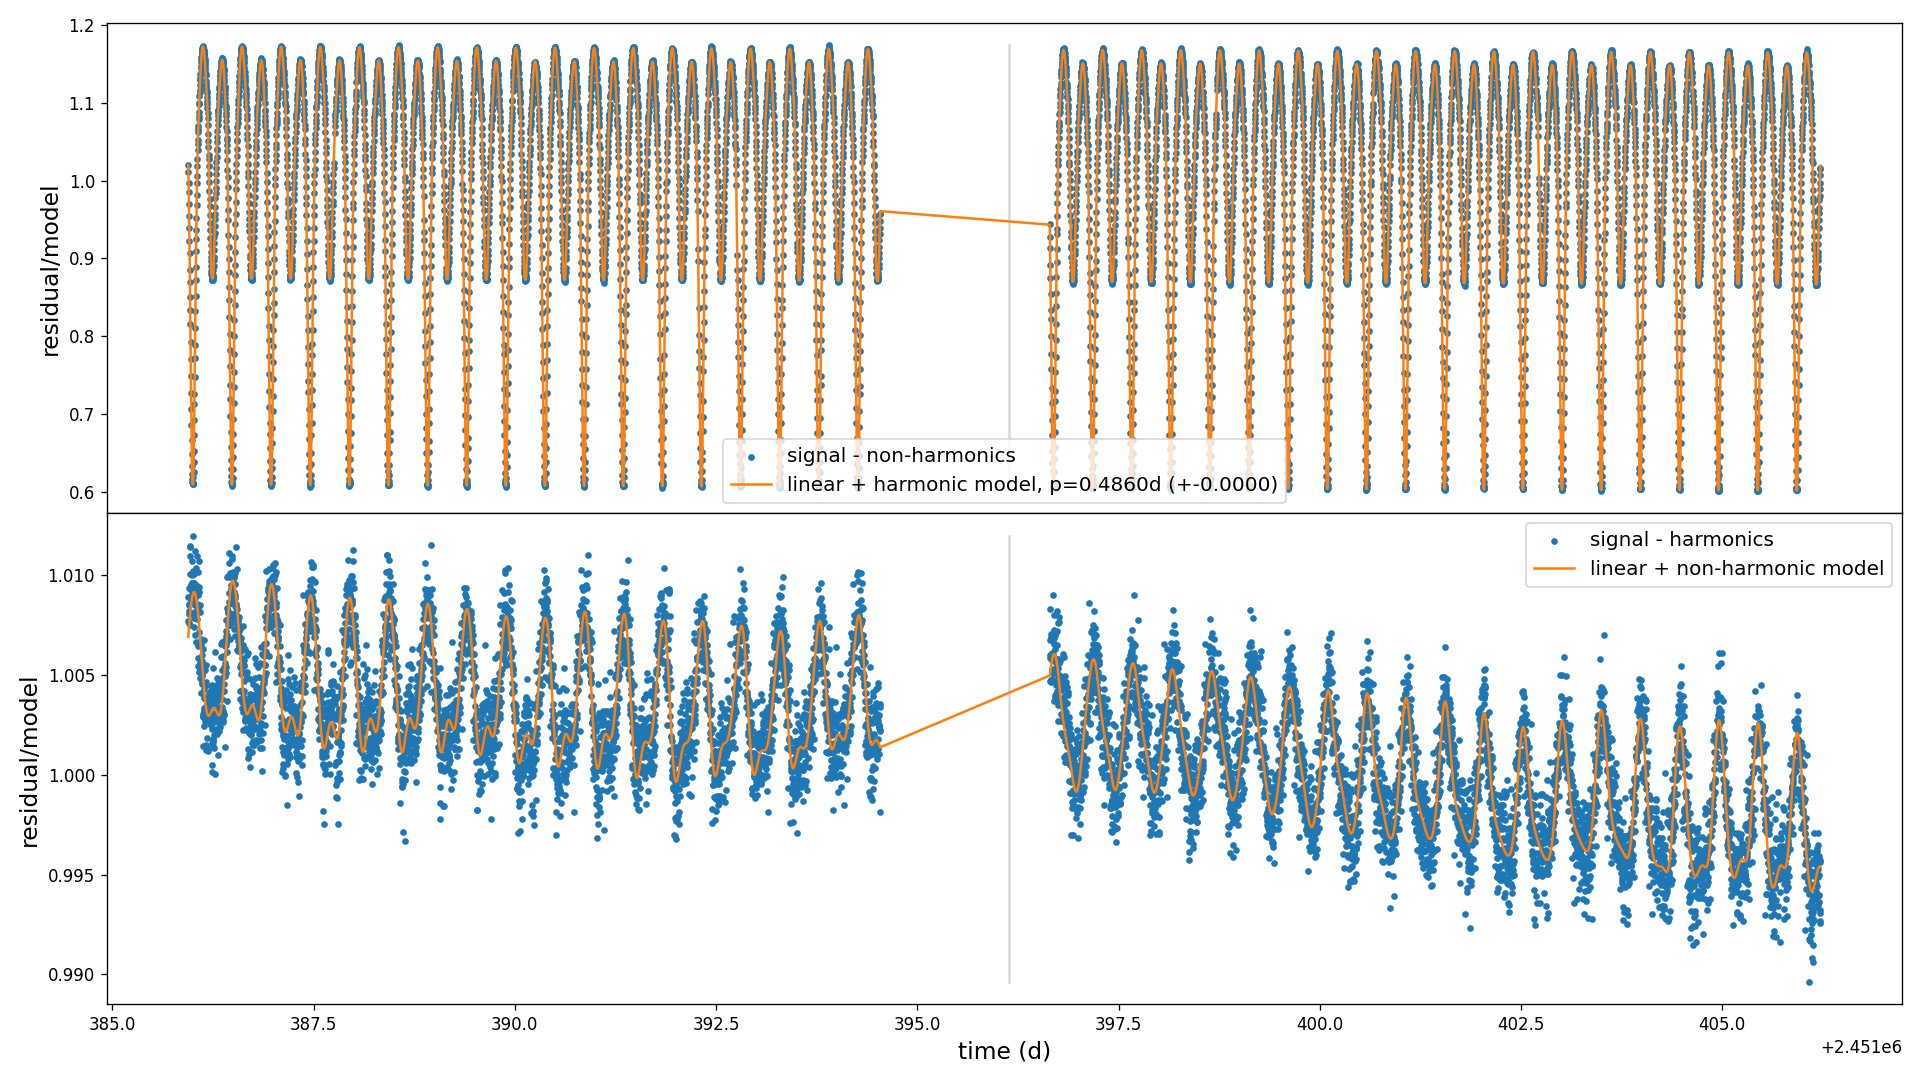 1.2
1.1
1.0
0.9
0.8
0.7
0.6
residual/model
signal - non-harmonics
linear + harmonic model, p=0.4860d (+-0.0000)
signal - harmonics
linear + non-harmonic model
1.010
1.005
1.000
0.995
0.990
residual/model
385.0 387.5 390.0 392.5 395.0 397.5 400.0 402.5 405.0
time (d)
+2.451e6